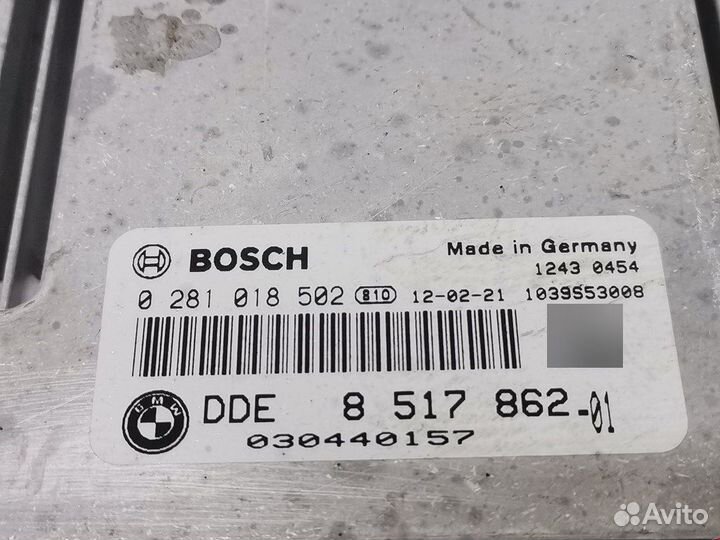 BOSCH Made in Germany
1243 0454
0 281 018 502 810 12-02-21 1039S53008
BMW DDE 8 517 862-01
030440157
Avito